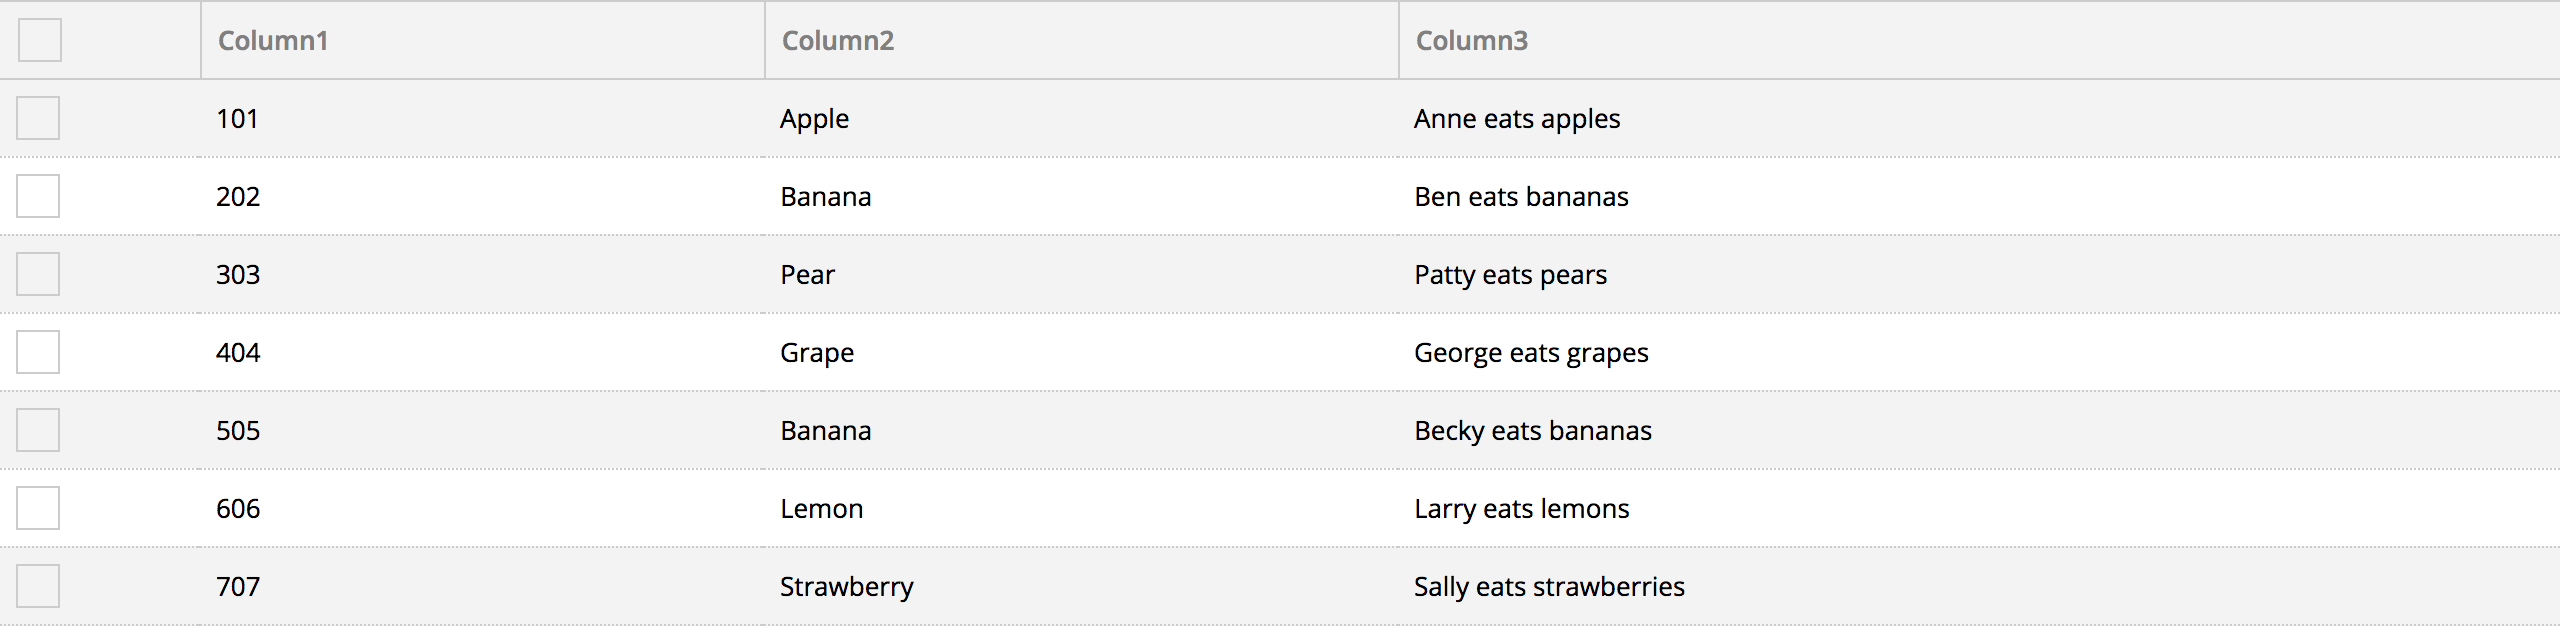 Column1 Column2 Column3
101 Apple Anne eats apples
202 Banana Ben eats bananas
303 Pear Patty eats pears
404 Grape George eats grapes
505 Banana Becky eats bananas
606 Lemon Larry eats lemons
707 Strawberry Sally eats strawberries